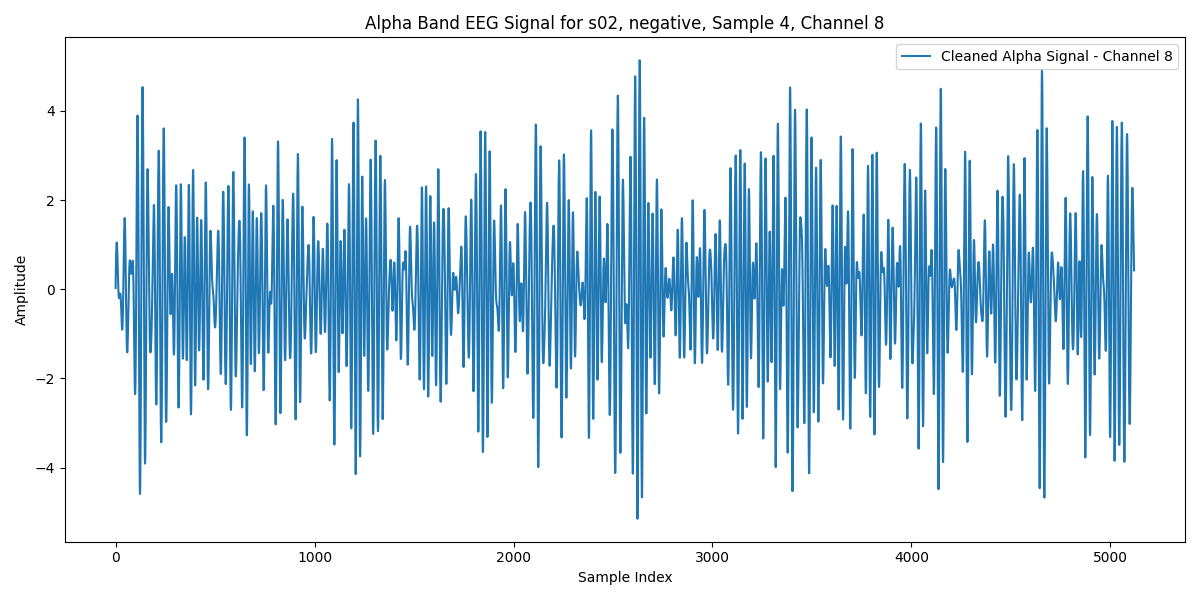 Alpha Band EEG Signal for s02, negative, Sample 4, Channel 8
Cleaned Alpha Signal - Channel 8
Amplitude
4
2
0
−2
−4
0 1000 2000 3000 4000 5000
Sample Index